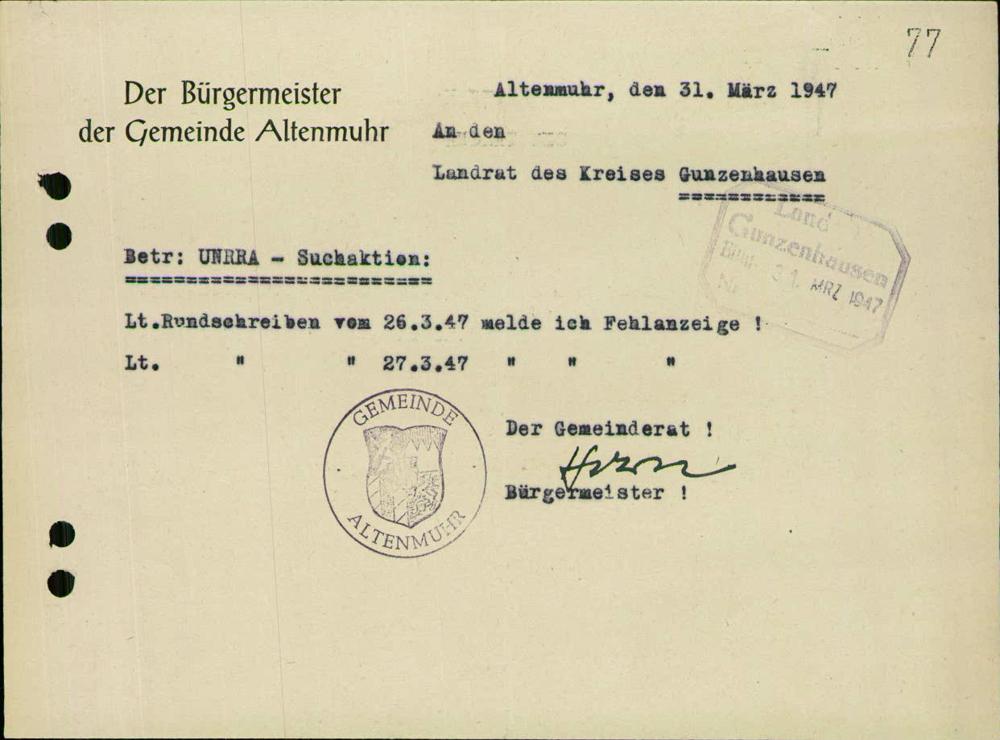 77
Der Bürgermeister
der Gemeinde Altenmuhr
Altenmuhr, den 31. März 1947
An den
Landrat des Kreises Gunzenhausen
Land
Gunzenhausen
31. MRZ 1947
Nr.
Betr: UNRRA - Suchaktion:
Lt.Rundschreiben vom 26.3.47 melde ich Fehlanzeige !
Lt. " " 27.3.47 " " "
GEMEINDE
ALTENMUHR
Der Gemeinderat !
Bürgermeister !